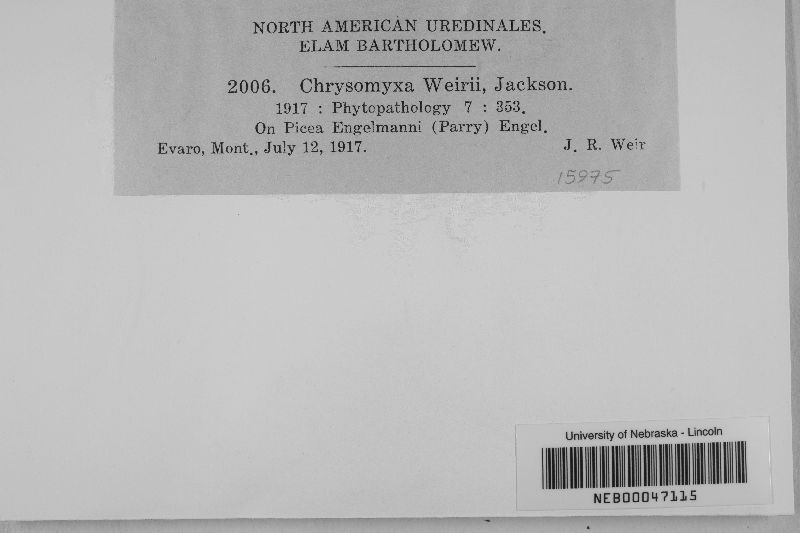 NORTH AMERICAN UREDINALES.
ELAM BARTHOLOMEW.
2006. Chrysomyxa Weirii, Jackson.
1917 : Phytopathology 7 : 353.
On Picea Engelmanni (Parry) Engel.
Evaro, Mont., July 12, 1917. J. R. Weir
15975
University of Nebraska - Lincoln
NEB00047115